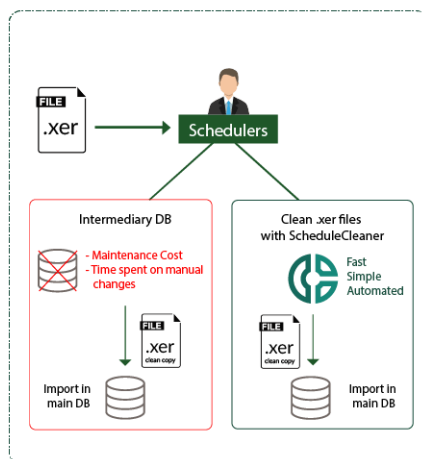 FILE
.xer
Schedulers
Intermediary DB
- Maintenance Cost
- Time spent on manual
changes
FILE
.xer
clean copy
Import in
main DB
Clean .xer files
with ScheduleCleaner
Fast
Simple
Automated
FILE
.xer
clean copy
Import in
main DB